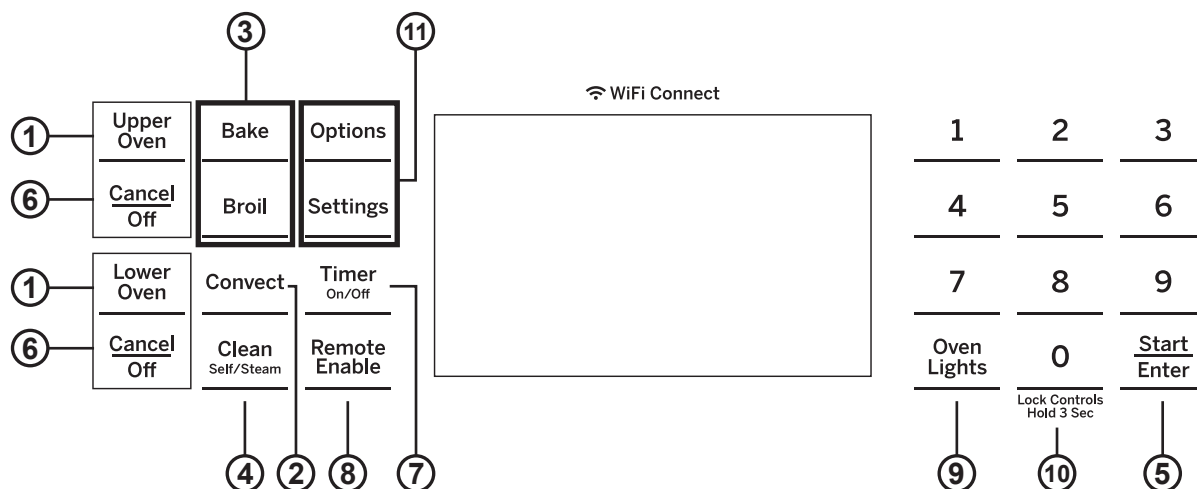 3
11
WiFi Connect
1
Upper
Oven
Bake
Options
1
2
3
6
Cancel
Off
Broil
Settings
4
5
6
1
Lower
Oven
Convect
Timer
On/Off
7
8
9
6
Cancel
Off
Clean
Self/Steam
Remote
Enable
Oven
Lights
0
Start
Enter
Lock Controls
Hold 3 Sec
4
2
8
7
9
10
5